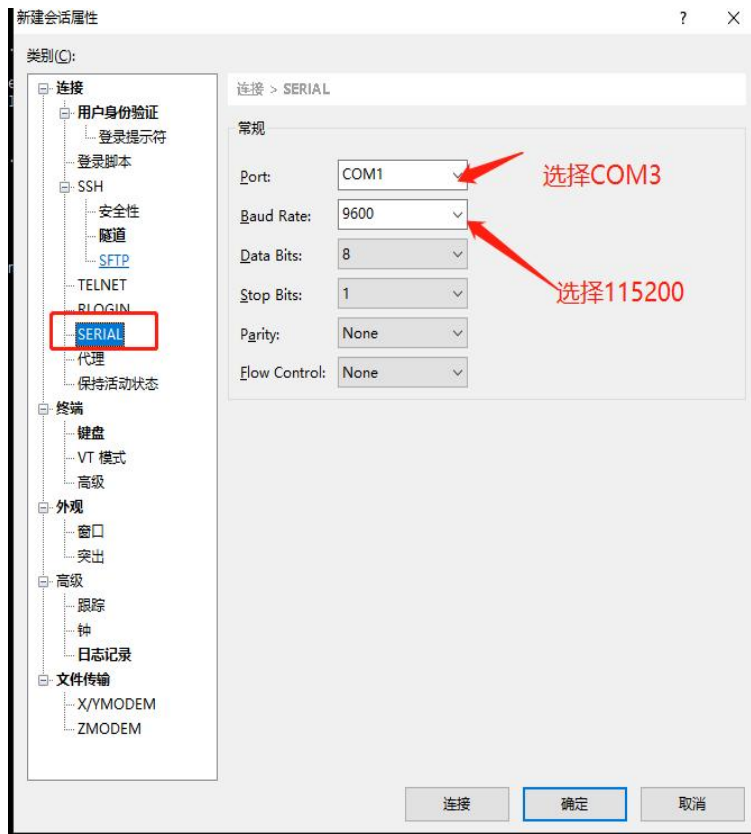 新建会话属性
?
×
类别(C):
连接
用户身份验证
登录提示符
登录脚本
SSH
安全性
隧道
SFTP
TELNET
RLOGIN
SERIAL
代理
保持活动状态
终端
键盘
VT 模式
高级
外观
窗口
突出
高级
跟踪
钟
日志记录
文件传输
X/YMODEM
ZMODEM
连接 > SERIAL
常规
Port: COM1 选择COM3
Baud Rate: 9600
Data Bits: 8
Stop Bits: 1 选择115200
Parity: None
Flow Control: None
连接 确定 取消